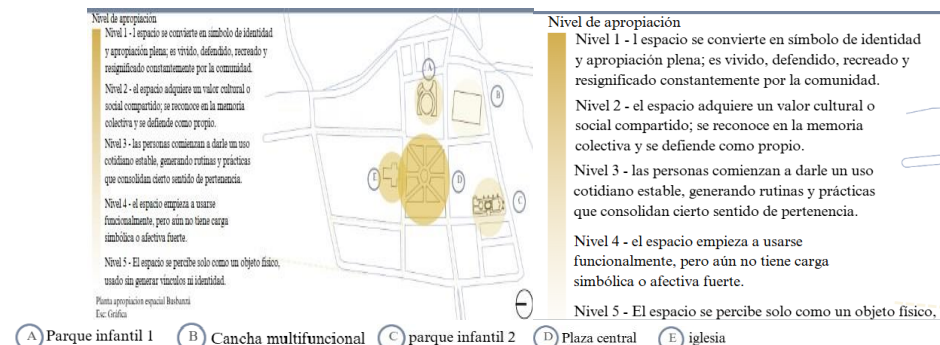 Nivel de apropiación
Nivel 1 - l espacio se convierte en símbolo de identidad
y apropiación plena; es vivido, defendido, recreado y
resignificado constantemente por la comunidad.
Nivel 2 - el espacio adquiere un valor cultural o
social compartido; se reconoce en la memoria
colectiva y se defiende como propio.
Nivel 3 - las personas comienzan a darle un uso
cotidiano estable, generando rutinas y prácticas
que consolidan cierto sentido de pertenencia.
Nivel 4 - el espacio empieza a usarse
funcionalmente, pero aún no tiene carga
simbólica o afectiva fuerte.
Nivel 5 - El espacio se percibe solo como un objeto físico,
usado sin generar vínculos ni identidad.
Planta apropiacion espacial Busbanzá
Esc: Gráfica
A
B
E
D
C
Nivel de apropiación
Nivel 1 - l espacio se convierte en símbolo de identidad
y apropiación plena; es vivido, defendido, recreado y
resignificado constantemente por la comunidad.
Nivel 2 - el espacio adquiere un valor cultural o
social compartido; se reconoce en la memoria
colectiva y se defiende como propio.
Nivel 3 - las personas comienzan a darle un uso
cotidiano estable, generando rutinas y prácticas
que consolidan cierto sentido de pertenencia.
Nivel 4 - el espacio empieza a usarse
funcionalmente, pero aún no tiene carga
simbólica o afectiva fuerte.
Nivel 5 - El espacio se percibe solo como un objeto físico,
A Parque infantil 1 B Cancha multifuncional C parque infantil 2 D Plaza central E iglesia